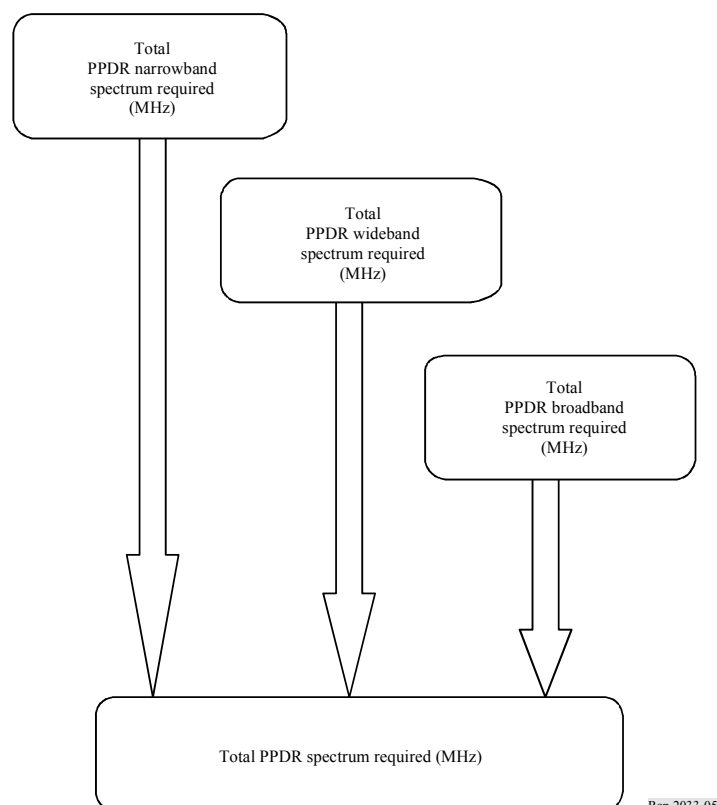 Total
PPDR narrowband
spectrum required
(MHz)
Total
PPDR wideband
spectrum required
(MHz)
Total
PPDR broadband
spectrum required
(MHz)
Total PPDR spectrum required (MHz)
Rap 2033-05